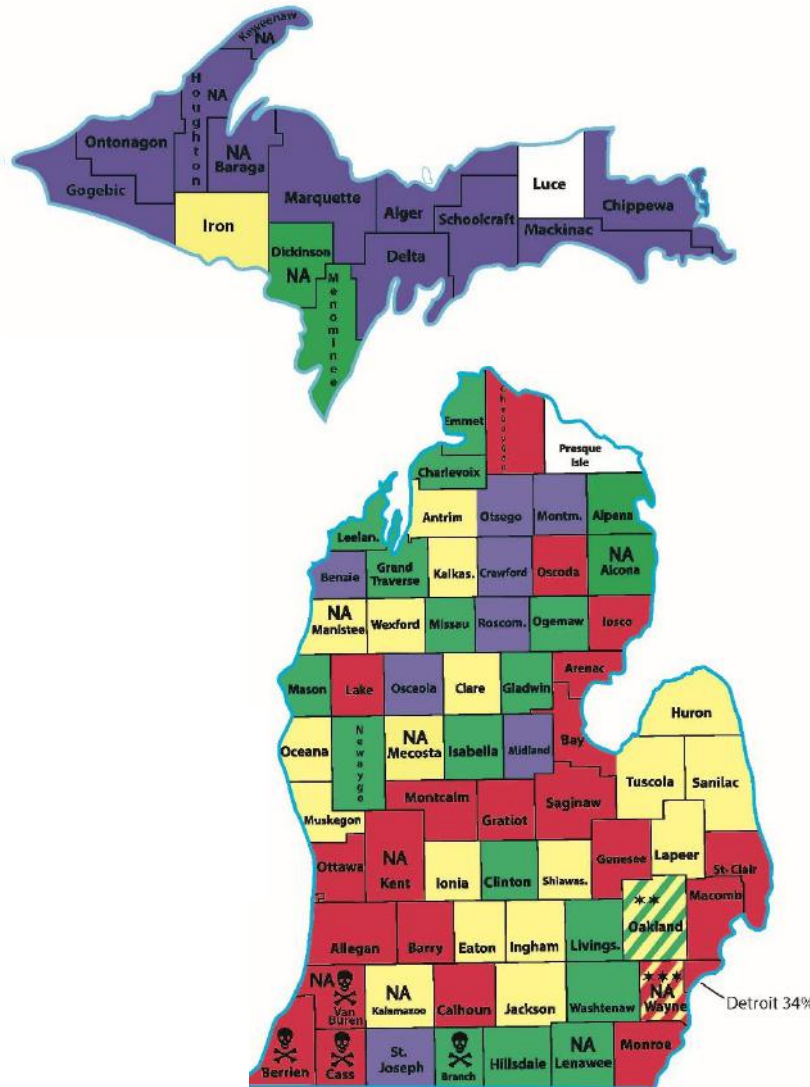 Keweenaw
NA
Houghton
NA
Ontonagon
NA
Baraga
Gogebic
Marquette
Alger
Luce
Chippewa
Schoolcraft
Mackinac
Iron
Delta
Dickinson
NA
Menominee
Emmet
Cheboygan
Presque
Isle
Charlevoix
Antrim
Otsego
Montm.
Alpena
Leelan.
Benzie
Grand
Traverse
Kalkas.
Crawford
Oscoda
NA
Alcona
NA
Manistee
Wexford
Missau
Roscom.
Ogemaw
Iosco
Mason
Lake
Osceola
Clare
Gladwin
Arenac
Huron
Oceana
Newaygo
NA
Mecosta
Isabella
Midland
Bay
Tuscola
Sanilac
Muskegon
Montcalm
Gratiot
Saginaw
Ottawa
NA
Kent
Ionia
Clinton
Shiawas.
Genesee
Lapeer
St. Clair
Macomb
**
Oakland
Allegan
Barry
Eaton
Ingham
Livings.
NA
Van
Buren
NA
Kalamazoo
Calhoun
Jackson
Washtenaw
***
NA
Wayne
Detroit 34%
Berrien
Cass
St.
Joseph
Branch
Hillsdale
NA
Lenawee
Monroe